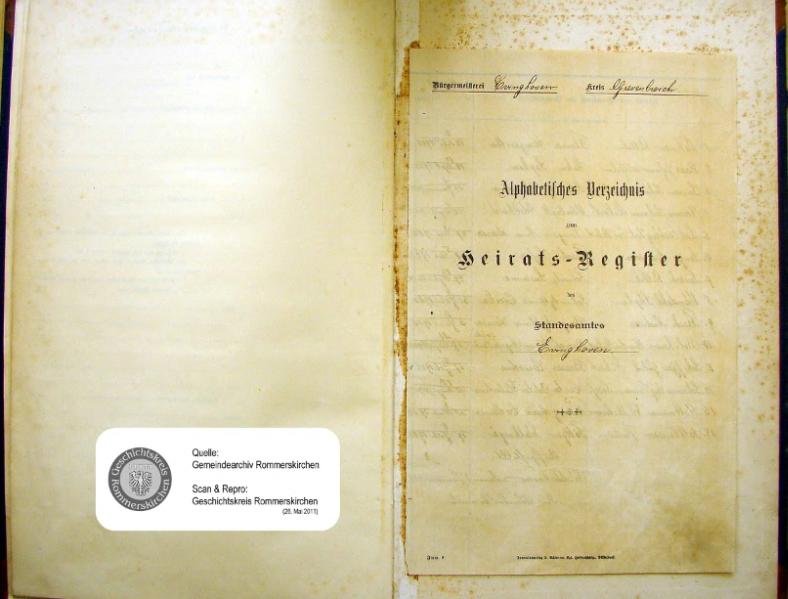 Quelle:
Gemeindearchiv Rommerskirchen
Scan & Repro:
Geschichtskreis Rommerskirchen
(26. Mai 2011)
Geschichtskreis
Rommerskirchen
Bürgermeisterei Evinghoven Kreis Grevenbroich
Alphabetisches Verzeichnis
zum
Heirats-Register
des
Standesamtes
Evinghoven